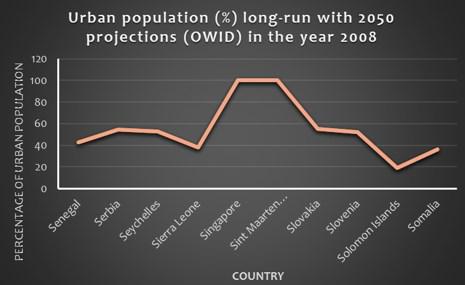 Urban population (%) long-run with 2050
projections (OWID) in the year 2008
PERCENTAGE OF URBAN POPULATION
120
100
80
60
40
20
0
Senegal
Serbia
Seychelles
Sierra Leone
Singapore
Sint Maarten...
Slovakia
Slovenia
Solomon Islands
Somalia
COUNTRY